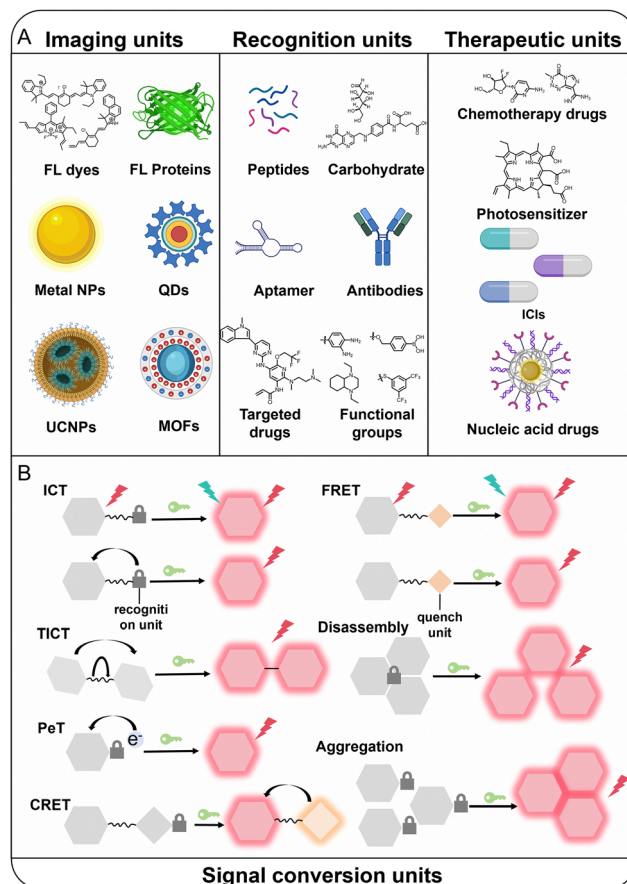 A
Imaging units
Recognition units
Therapeutic units
FL dyes
FL Proteins
Metal NPs
QDs
UCNPs
MOFs
Peptides
Carbohydrate
Aptamer
Antibodies
Targeted drugs
Functional groups
Chemotherapy drugs
Photosensitizer
ICIs
Nucleic acid drugs
B
ICT
recogniti
on unit
TICT
PeT
e-
CRET
FRET
quench
unit
Disassembly
Aggregation
Signal conversion units